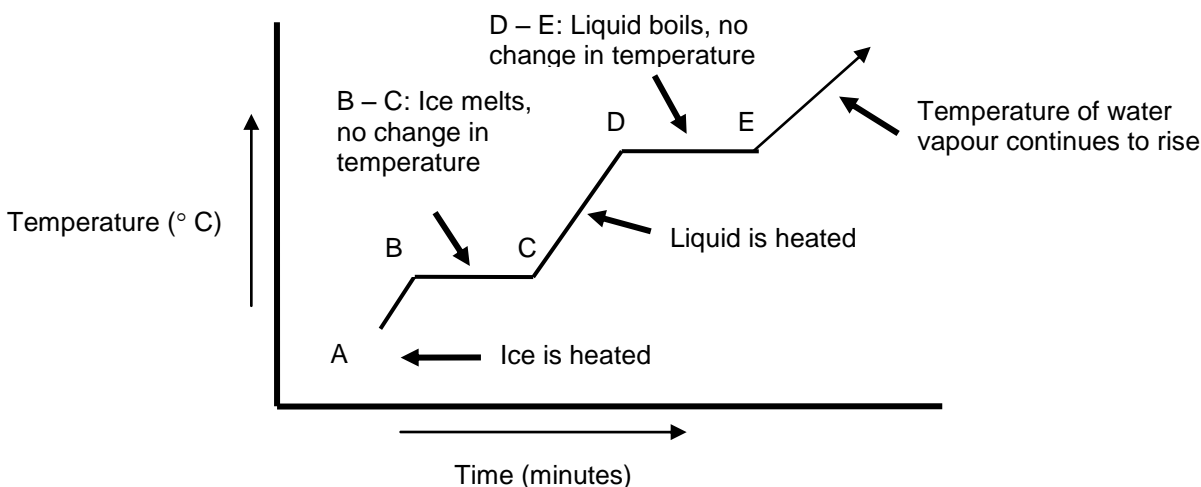 D – E: Liquid boils, no
change in temperature
B – C: Ice melts,
no change in
temperature
D
E
Temperature of water
vapour continues to rise
Temperature (° C)
B
C
Liquid is heated
A
Ice is heated
Time (minutes)